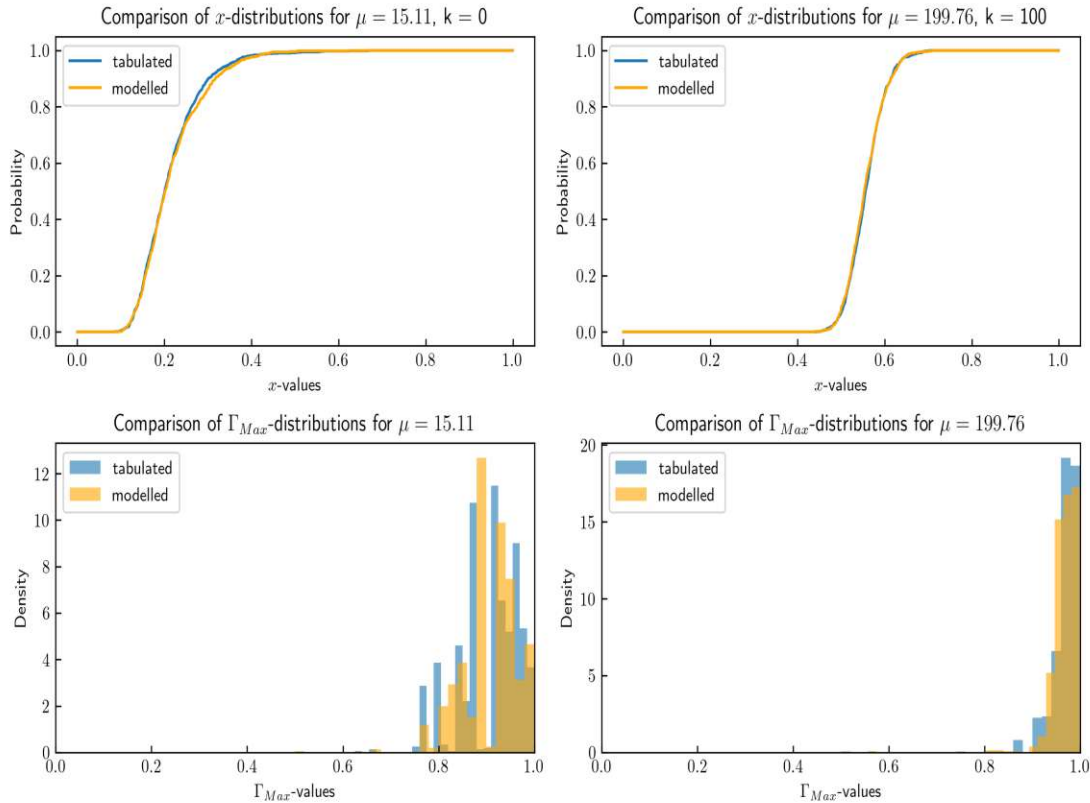 Comparison of x-distributions for μ = 15.11, k = 0
1.0
0.8
0.6
0.4
0.2
0.0
Probability
tabulated
modelled
0.0 0.2 0.4 0.6 0.8 1.0
x-values
Comparison of x-distributions for μ = 199.76, k = 100
1.0
0.8
0.6
0.4
0.2
0.0
Probability
tabulated
modelled
0.0 0.2 0.4 0.6 0.8 1.0
x-values
Comparison of Γ_Max-distributions for μ = 15.11
12
10
8
6
4
2
0
Density
tabulated
modelled
0.0 0.2 0.4 0.6 0.8 1.0
Γ_Max-values
Comparison of Γ_Max-distributions for μ = 199.76
20
15
10
5
0
Density
tabulated
modelled
0.0 0.2 0.4 0.6 0.8 1.0
Γ_Max-values